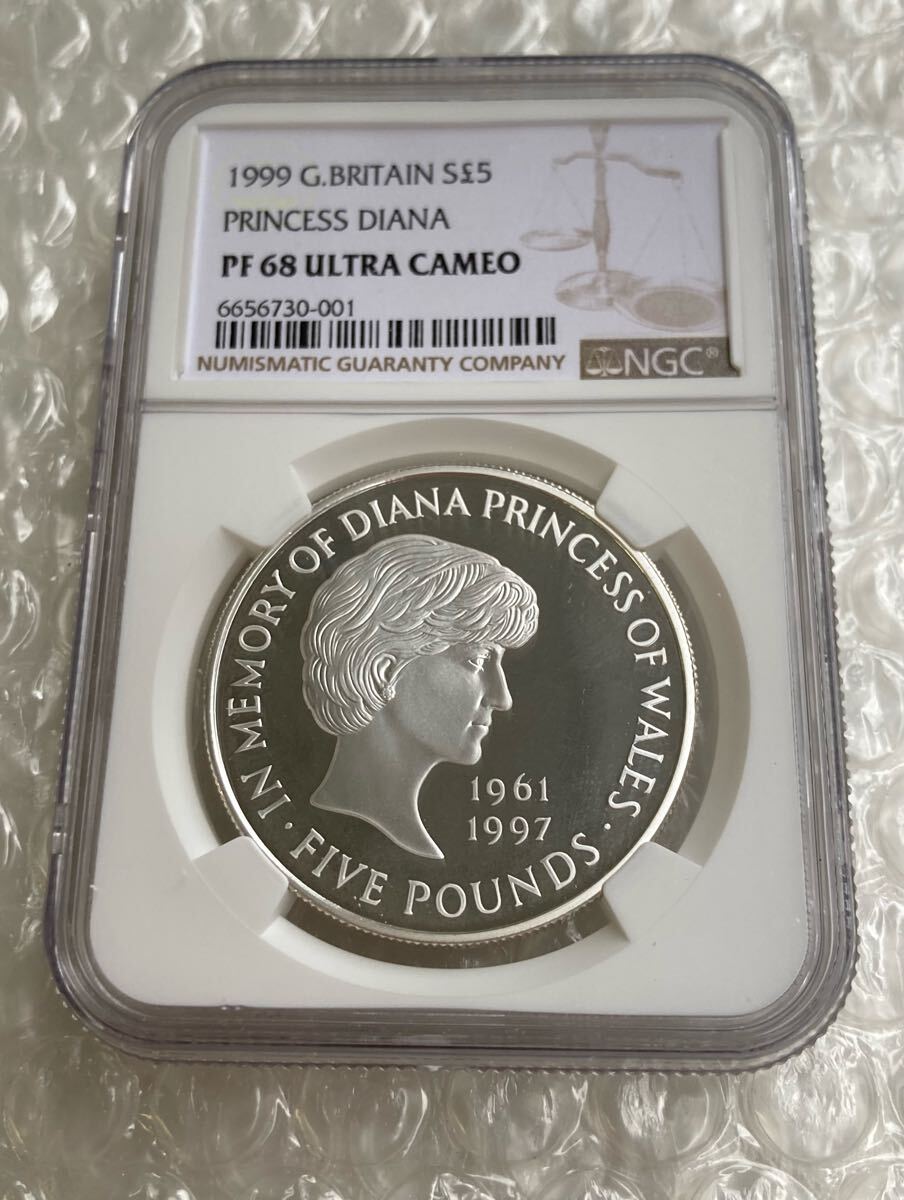 1999 G.BRITAIN S£5
PRINCESS DIANA
PF 68 ULTRA CAMEO
6656730-001
NUMISMATIC GUARANTY COMPANY
NGC®
IN MEMORY OF DIANA PRINCESS OF WALES
1961
1997
· FIVE POUNDS ·